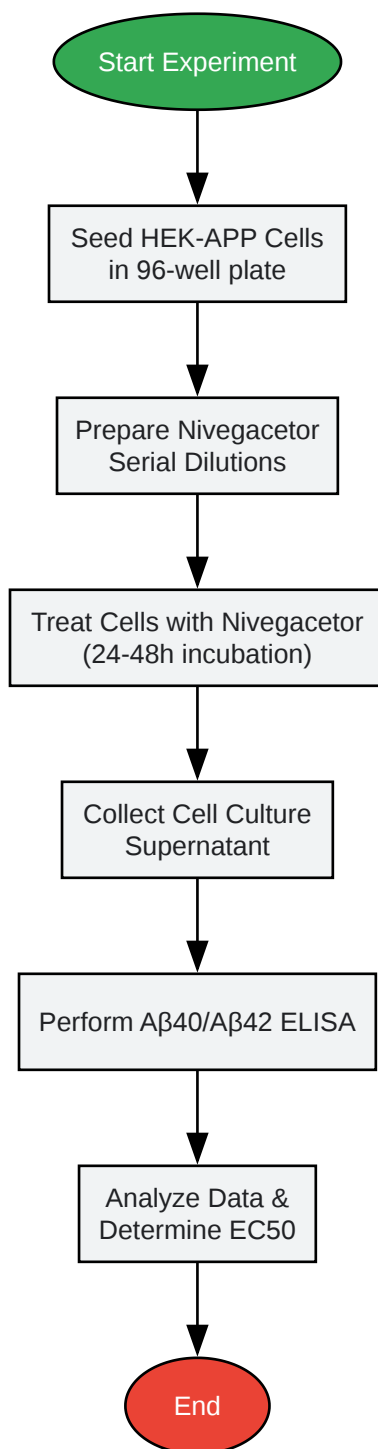 Start Experiment
Seed HEK-APP Cells
in 96-well plate
Prepare Nivegacetor
Serial Dilutions
Treat Cells with Nivegacetor
(24-48h incubation)
Collect Cell Culture
Supernatant
Perform Aβ40/Aβ42 ELISA
Analyze Data &
Determine EC50
End